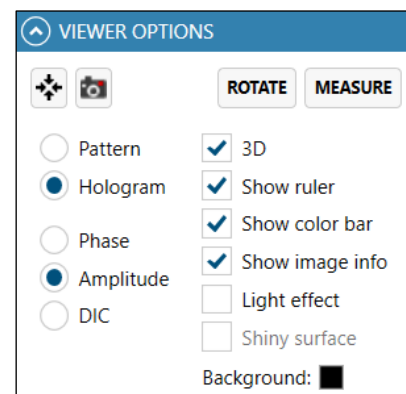 VIEWER OPTIONS
ROTATE MEASURE
Pattern
Hologram
Phase
Amplitude
DIC
3D
Show ruler
Show color bar
Show image info
Light effect
Shiny surface
Background: